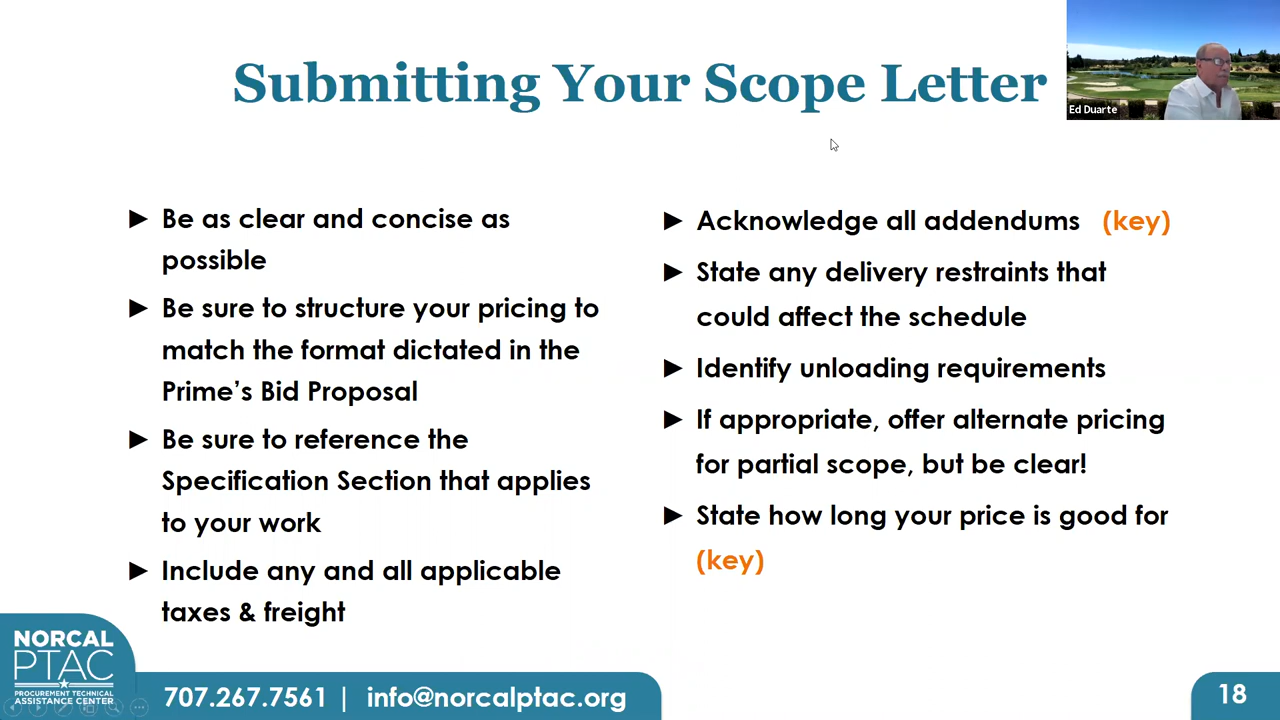 Submitting Your Scope Letter
Ed Duarte
► Be as clear and concise as
possible
► Be sure to structure your pricing to
match the format dictated in the
Prime’s Bid Proposal
► Be sure to reference the
Specification Section that applies
to your work
► Include any and all applicable
taxes & freight
► Acknowledge all addendums (key)
► State any delivery restraints that
could affect the schedule
► Identify unloading requirements
► If appropriate, offer alternate pricing
for partial scope, but be clear!
► State how long your price is good for
(key)
NORCAL
PTAC
PROCUREMENT TECHNICAL
ASSISTANCE CENTER
707.267.7561 | info@norcalptac.org
18